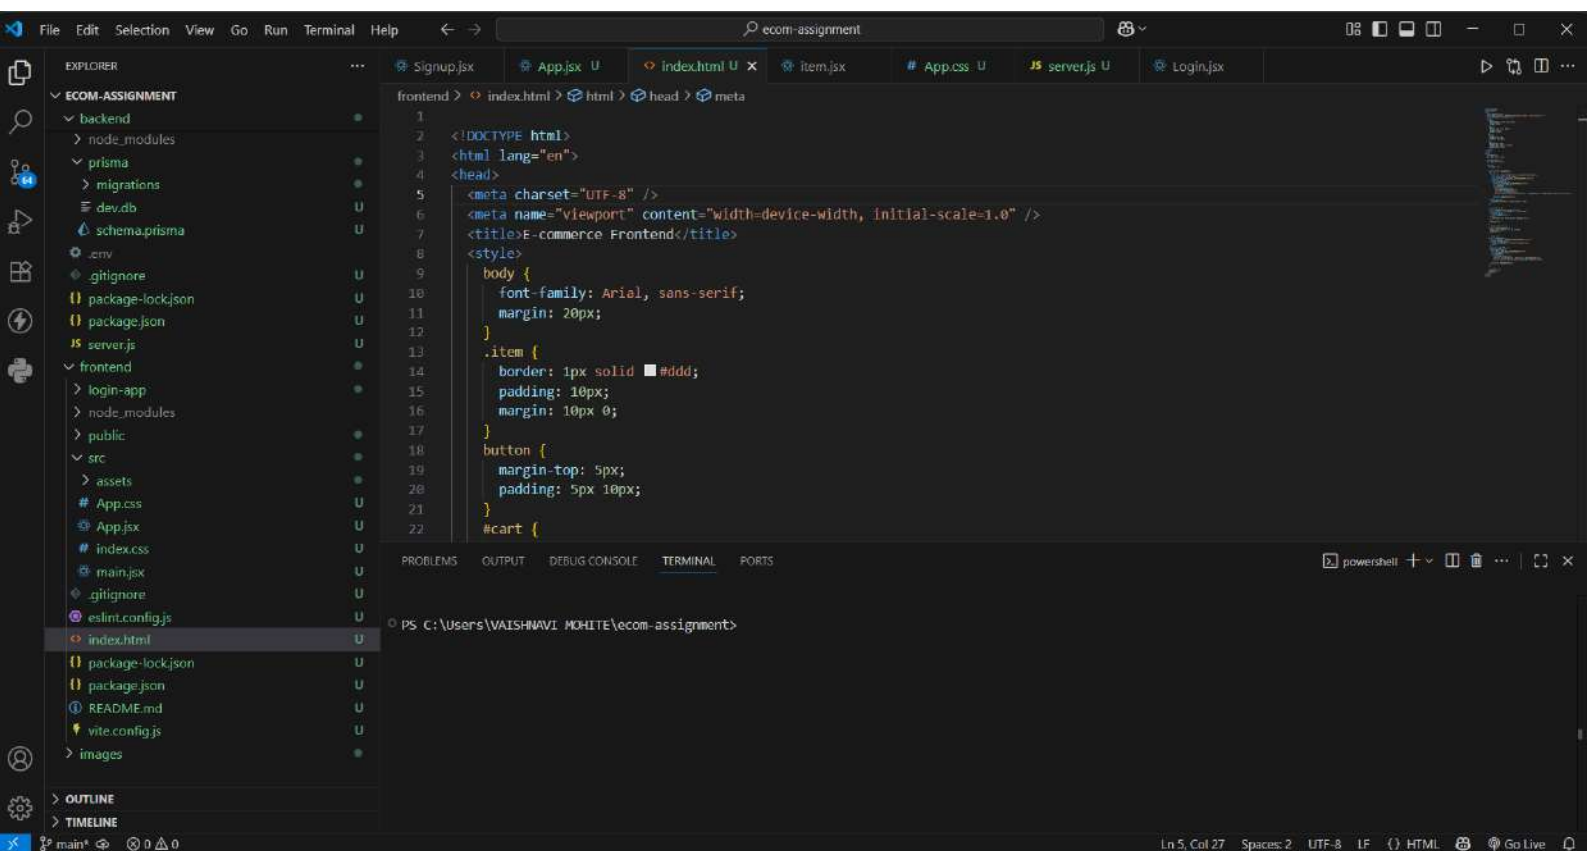 File Edit Selection View Go Run Terminal Help
ecom-assignment
EXPLORER
ECOM-ASSIGNMENT
backend
node_modules
prisma
migrations
dev.db U
schema.prisma U
.env
.gitignore U
package-lock.json U
package.json U
JS server.js U
frontend
login-app
node_modules
public
src
assets
# App.css U
App.jsx U
# index.css U
main.jsx U
.gitignore U
eslint.config.js U
index.html U
package-lock.json U
package.json U
README.md U
vite.config.js U
images
OUTLINE
TIMELINE
Signup.jsx App.jsx U index.html U item.jsx # App.css U JS server.js U Login.jsx
frontend > index.html > html > head > meta
1
2 <!DOCTYPE html>
3 <html lang="en">
4 <head>
5 <meta charset="UTF-8" />
6 <meta name="viewport" content="width=device-width, initial-scale=1.0" />
7 <title>E-commerce Frontend</title>
8 <style>
9 body {
10 font-family: Arial, sans-serif;
11 margin: 20px;
12 }
13 .item {
14 border: 1px solid #ddd;
15 padding: 10px;
16 margin: 10px 0;
17 }
18 button {
19 margin-top: 5px;
20 padding: 5px 10px;
21 }
22 #cart {
PROBLEMS OUTPUT DEBUG CONSOLE TERMINAL PORTS
powershell
PS C:\Users\VAISHNAVI MOHITE\ecom-assignment>
main* 0 0
Ln 5, Col 27 Spaces: 2 UTF-8 LF {} HTML Go Live